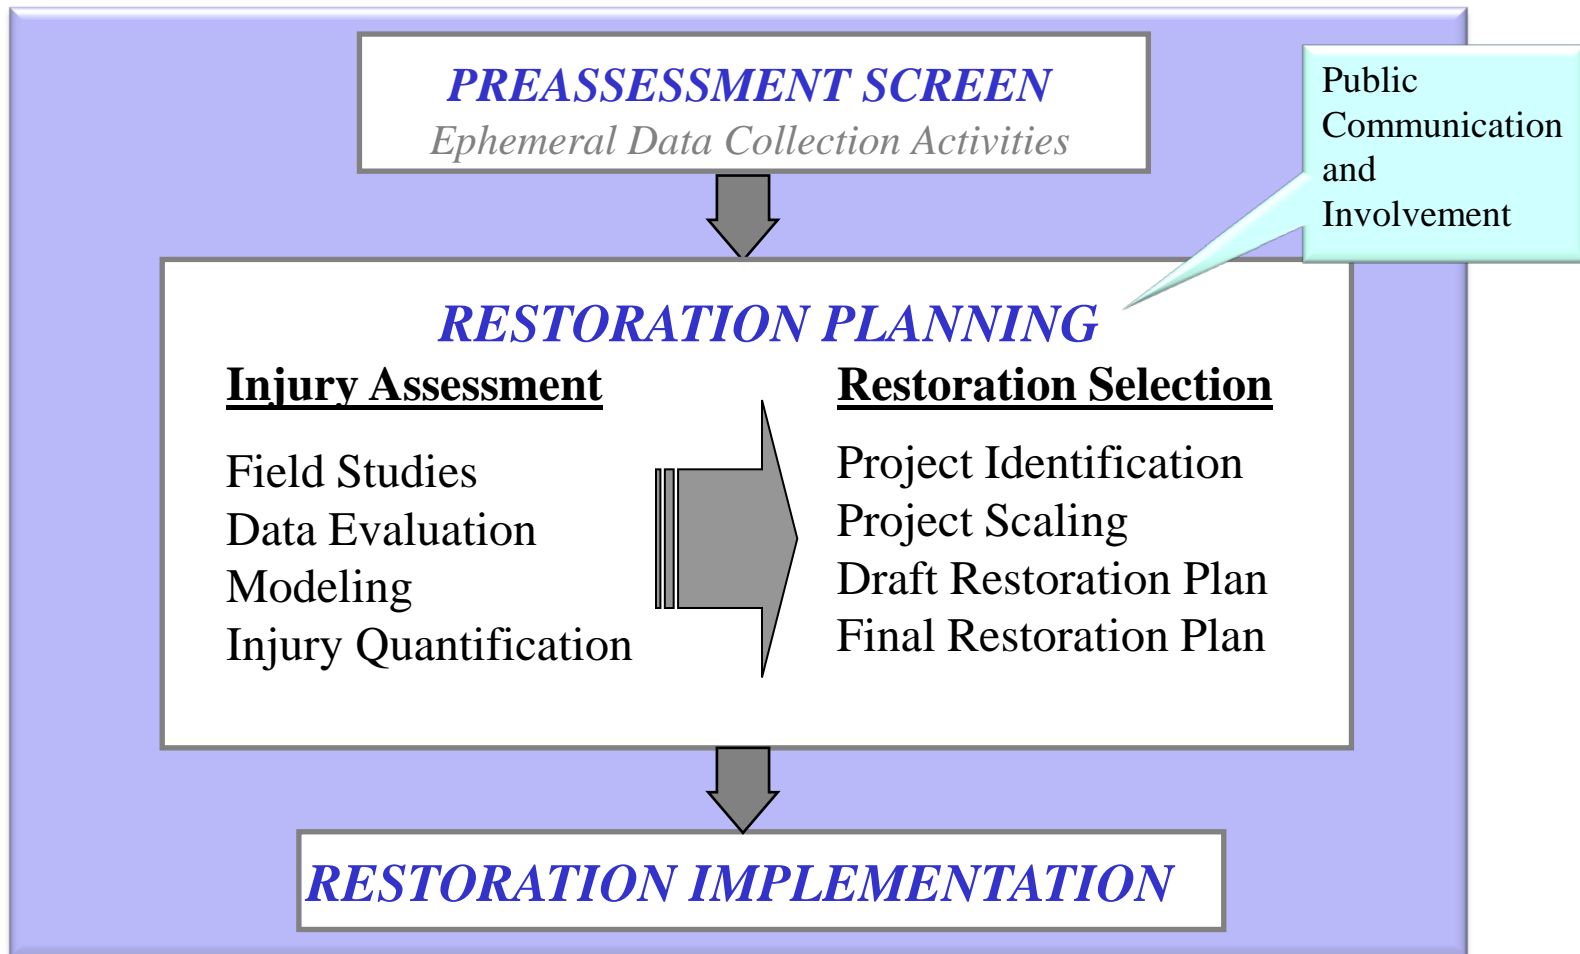 PREASSESSMENT SCREEN
Ephemeral Data Collection Activities
Public
Communication
and
Involvement
RESTORATION PLANNING
Injury Assessment
Field Studies
Data Evaluation
Modeling
Injury Quantification
Restoration Selection
Project Identification
Project Scaling
Draft Restoration Plan
Final Restoration Plan
RESTORATION IMPLEMENTATION